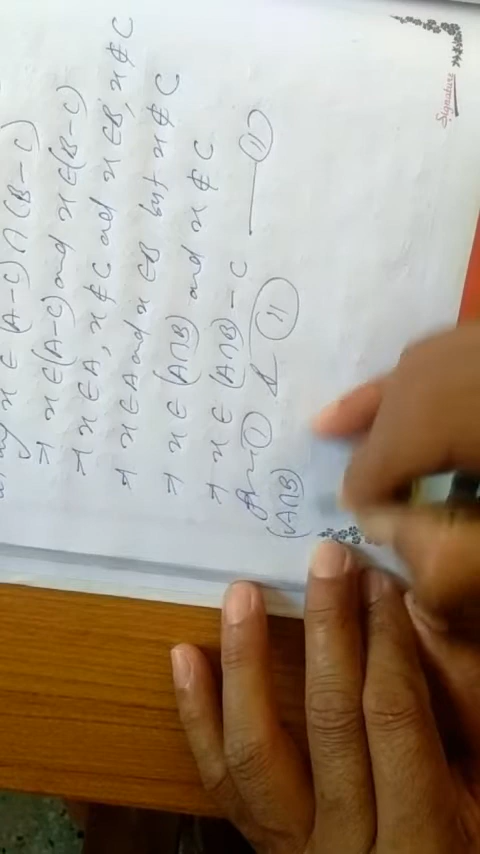 x ∈ (A-C) ∩ (B-C)
⇒ x ∈ (A-C) and x ∈ (B-C)
⇒ x ∈ A, x ∉ C and x ∈ B, x ∉ C
⇒ x ∈ A and x ∈ B but x ∉ C
⇒ x ∈ (A∩B) and x ∉ C
⇒ x ∈ (A∩B) - C — (ii)
(i) & (ii)
(A∩B)
Signature